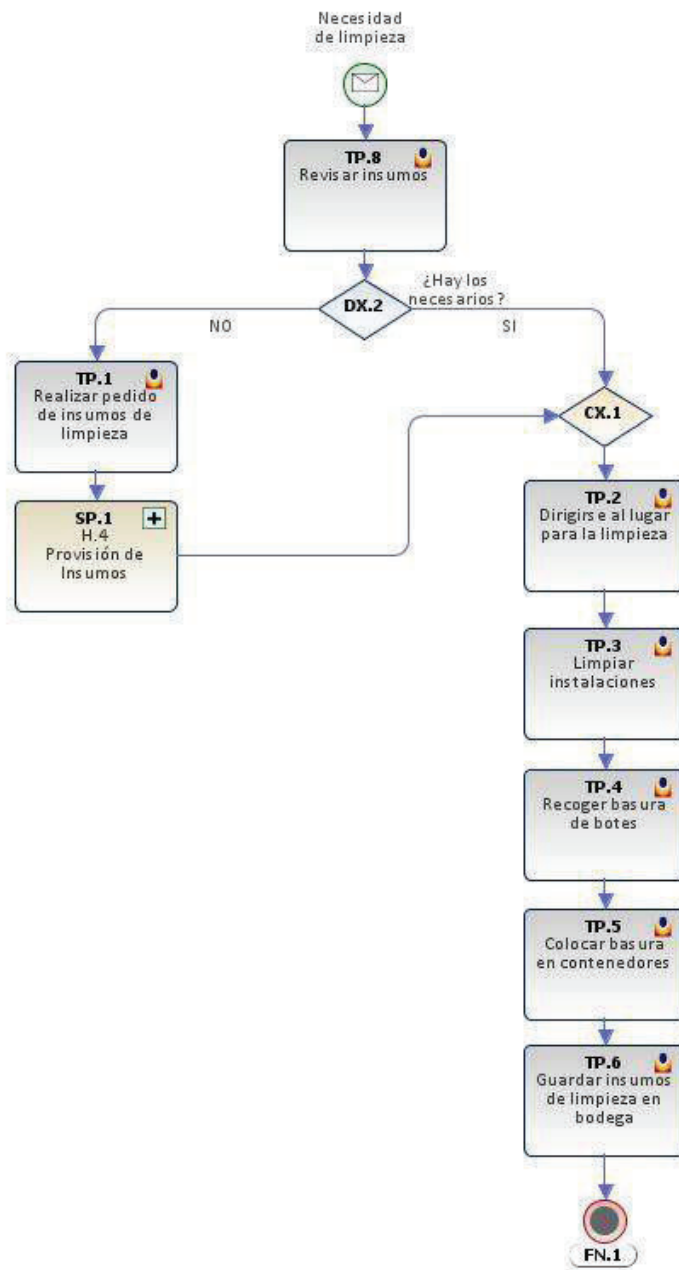 Necesidad
de limpieza
TP.8
Revisar insumos
¿Hay los
necesarios?
DX.2
NO
SI
TP.1
Realizar pedido
de insumos de
limpieza
CX.1
SP.1
H.4
Provisión de
Insumos
TP.2
Dirigirse al lugar
para la limpieza
TP.3
Limpiar
instalaciones
TP.4
Recoger basura
de botes
TP.5
Colocar basura
en contenedores
TP.6
Guardar insumos
de limpieza en
bodega
FN.1